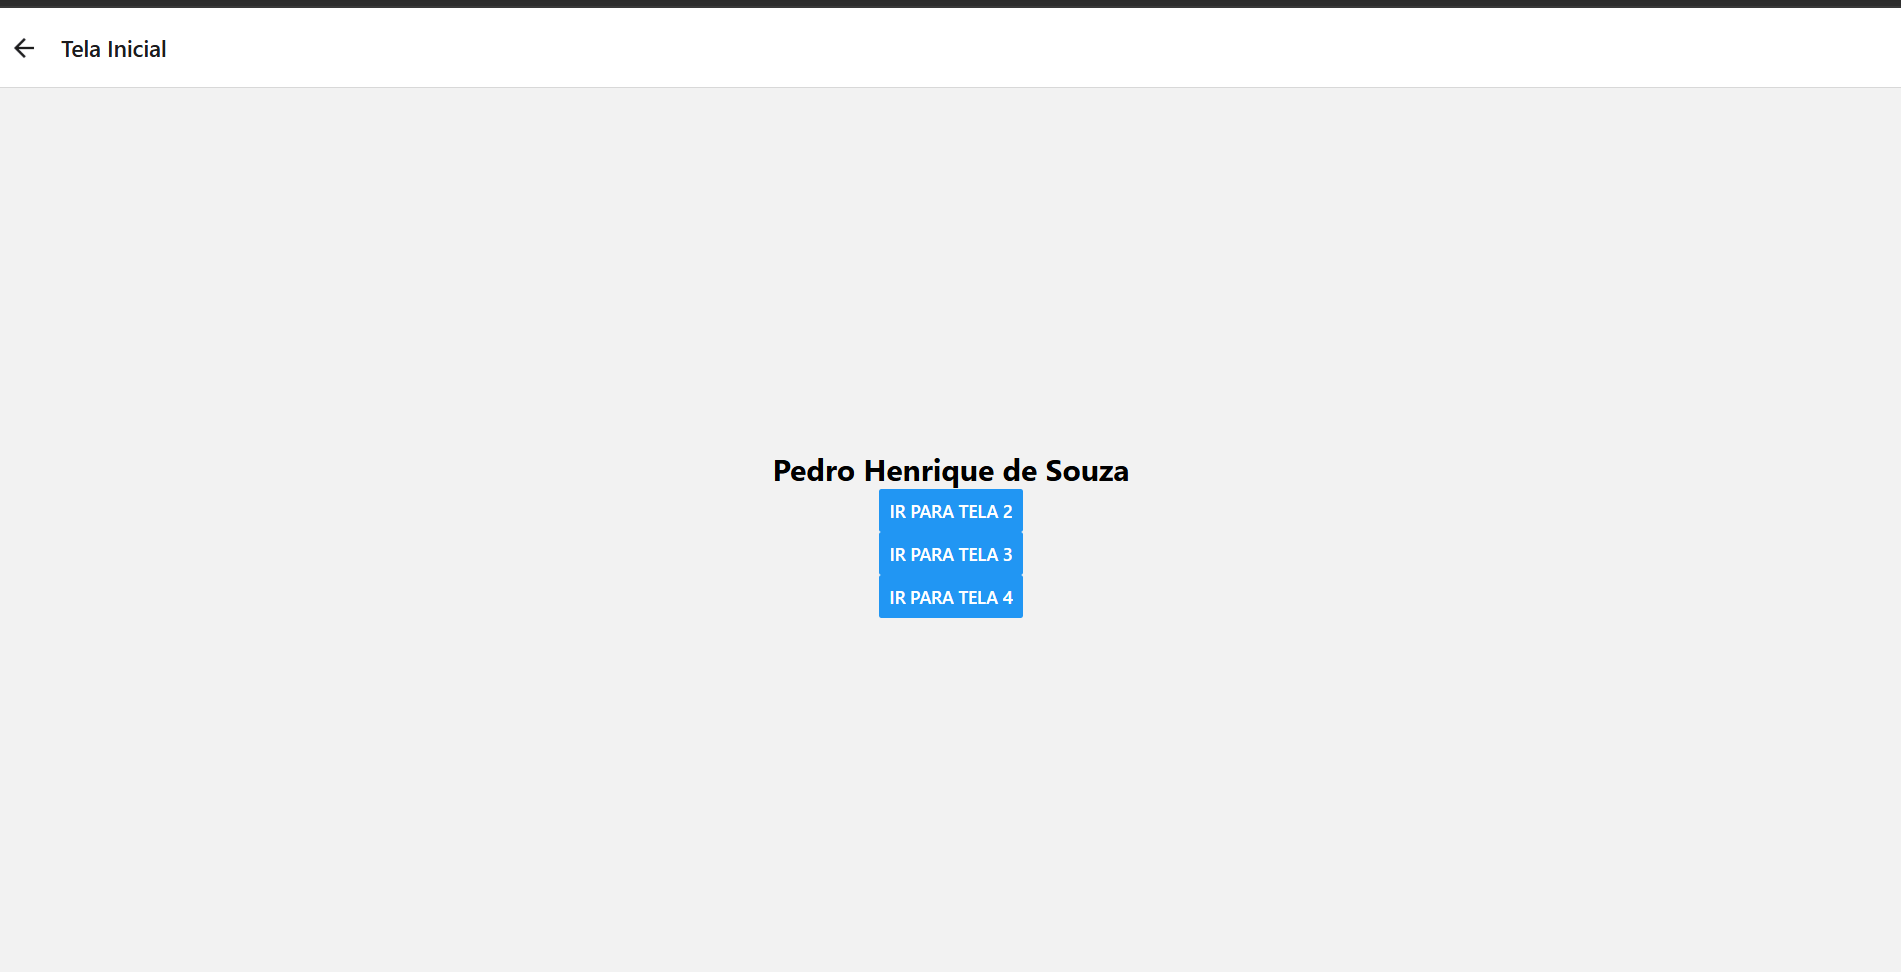 Tela Inicial
Pedro Henrique de Souza
IR PARA TELA 2
IR PARA TELA 3
IR PARA TELA 4